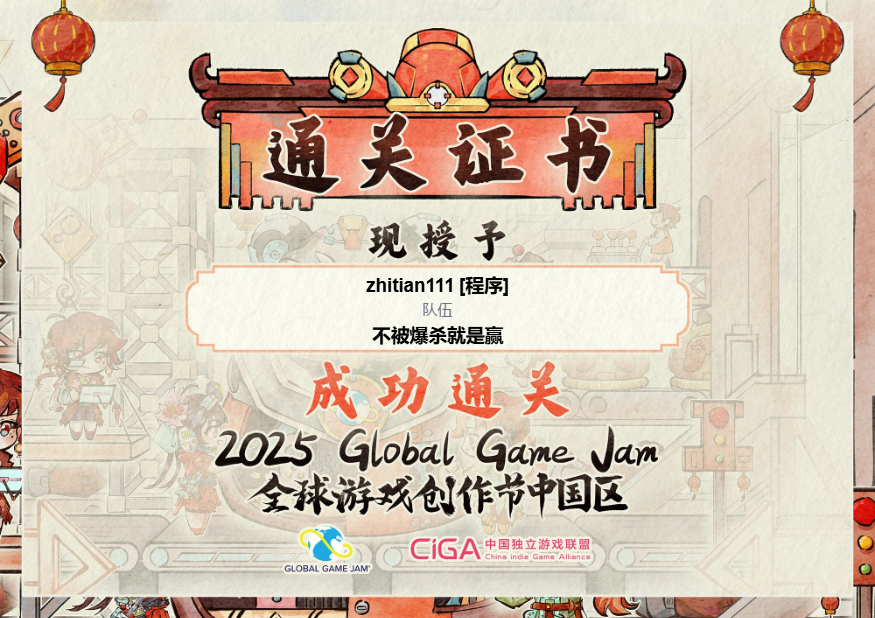 通关证书
现授予
zhitian111 [程序]
队伍
不被爆杀就是赢
成功通关
2025 Global Game Jam
全球游戏创作节中国区
GLOBAL GAME JAM®
CiGA 中国独立游戏联盟
China Indie Game Alliance